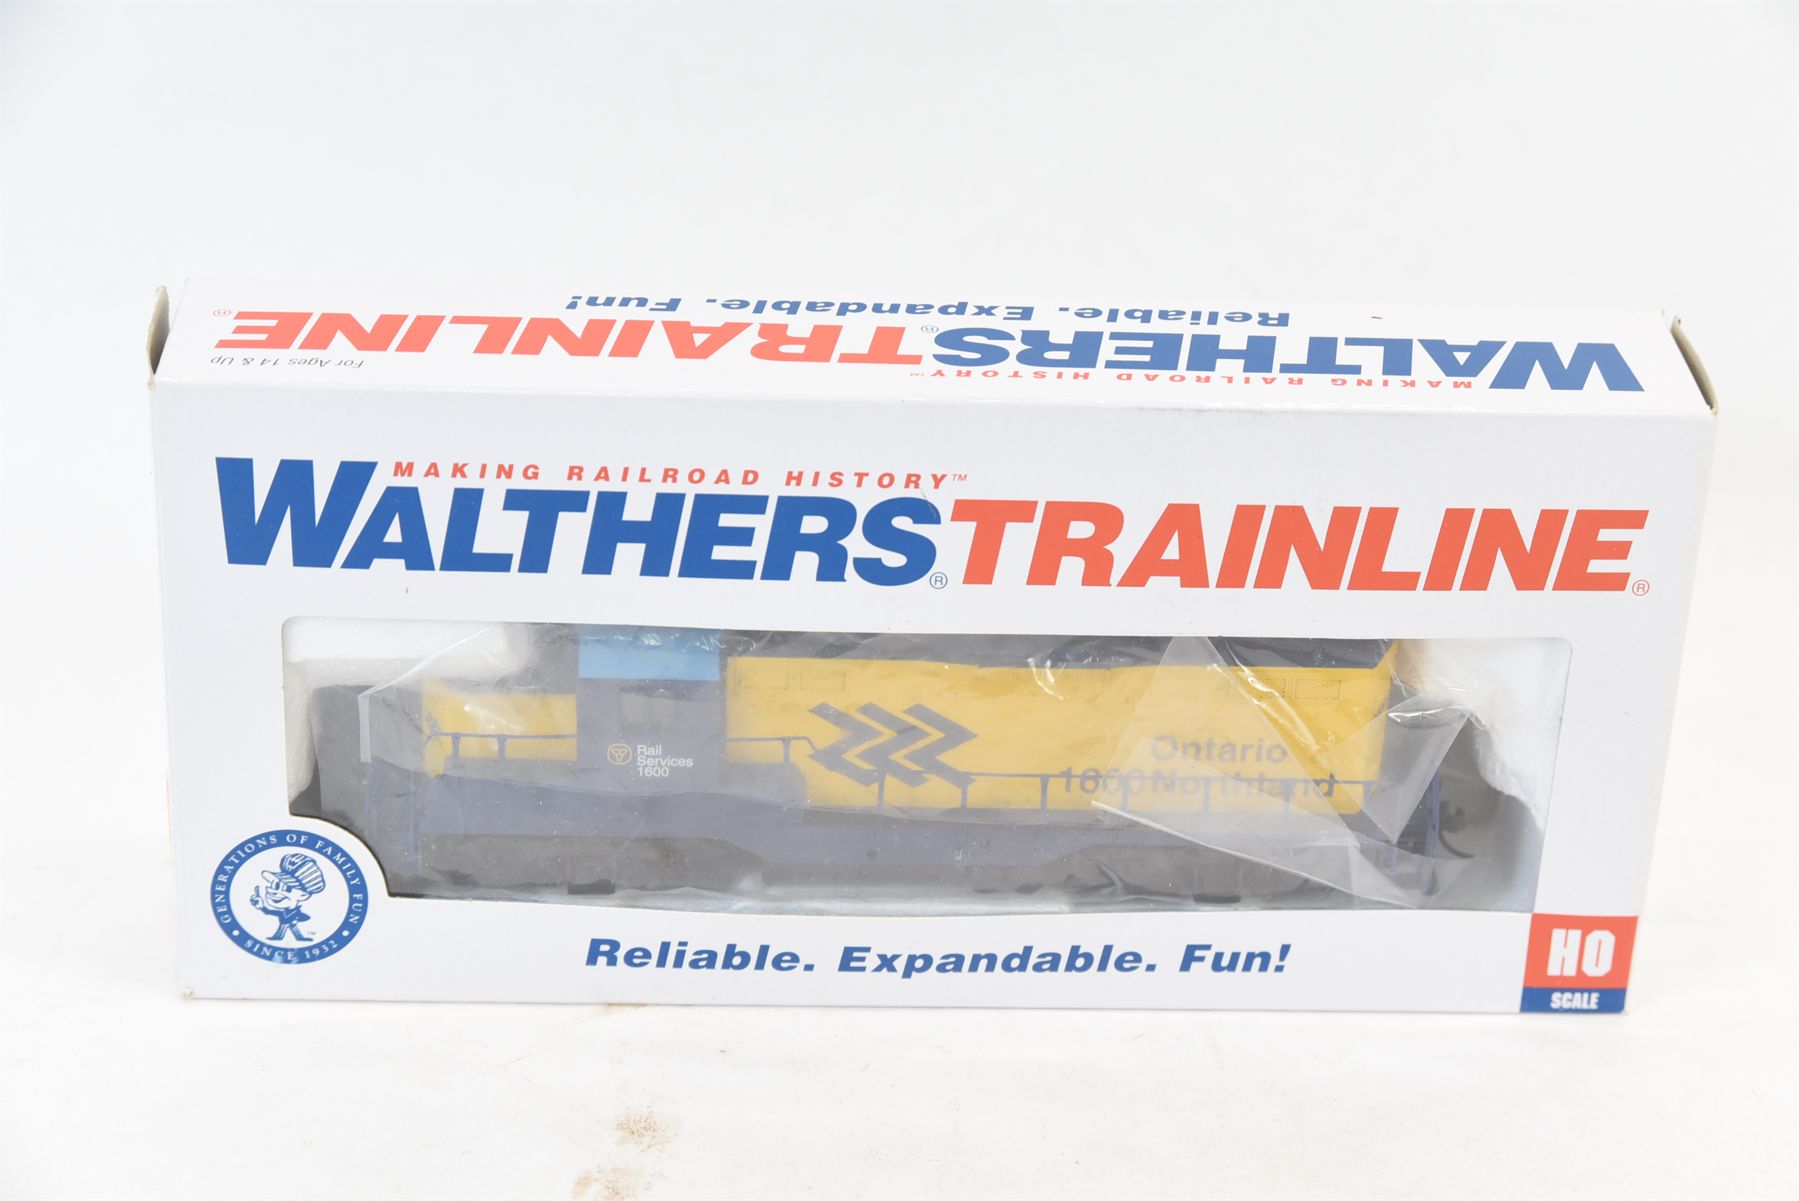 Reliable. Expandable. Fun!
WALTHERS®TRAINLINE®
MAKING RAILROAD HISTORY™
For Ages 14 & Up
MAKING RAILROAD HISTORY™
WALTHERS®TRAINLINE®
Rail
Services
1600
Ontario
Northland
GENERATIONS OF FAMILY FUN
• SINCE 1932 •
™
Reliable. Expandable. Fun!
HO
SCALE